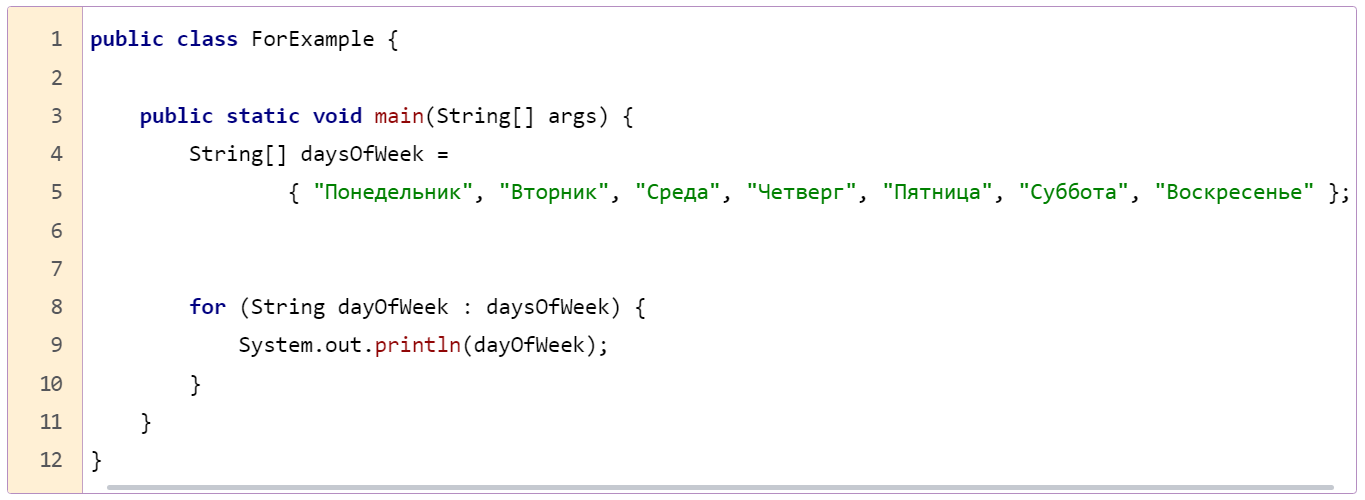 1 public class ForExample {
2
3     public static void main(String[] args) {
4         String[] daysOfWeek =
5                 { "Понедельник", "Вторник", "Среда", "Четверг", "Пятница", "Суббота", "Воскресенье" };
6
7
8         for (String dayOfWeek : daysOfWeek) {
9             System.out.println(dayOfWeek);
10         }
11     }
12 }